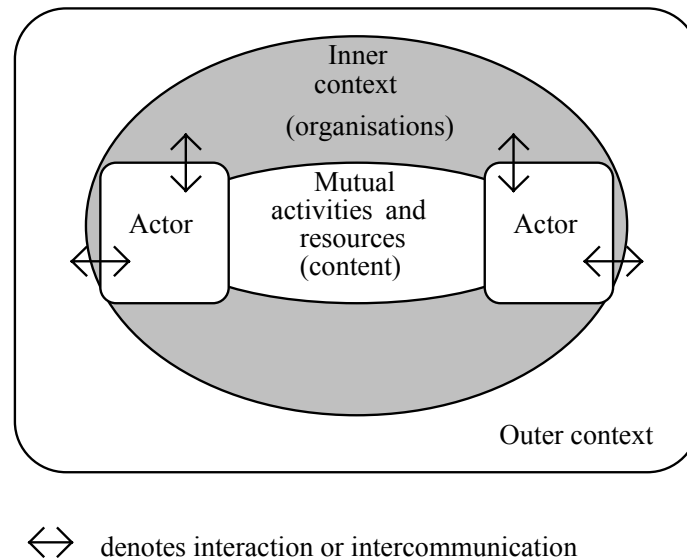 Inner
context
(organisations)
Mutual
activities and
resources
(content)
Actor
Actor
Outer context
denotes interaction or intercommunication